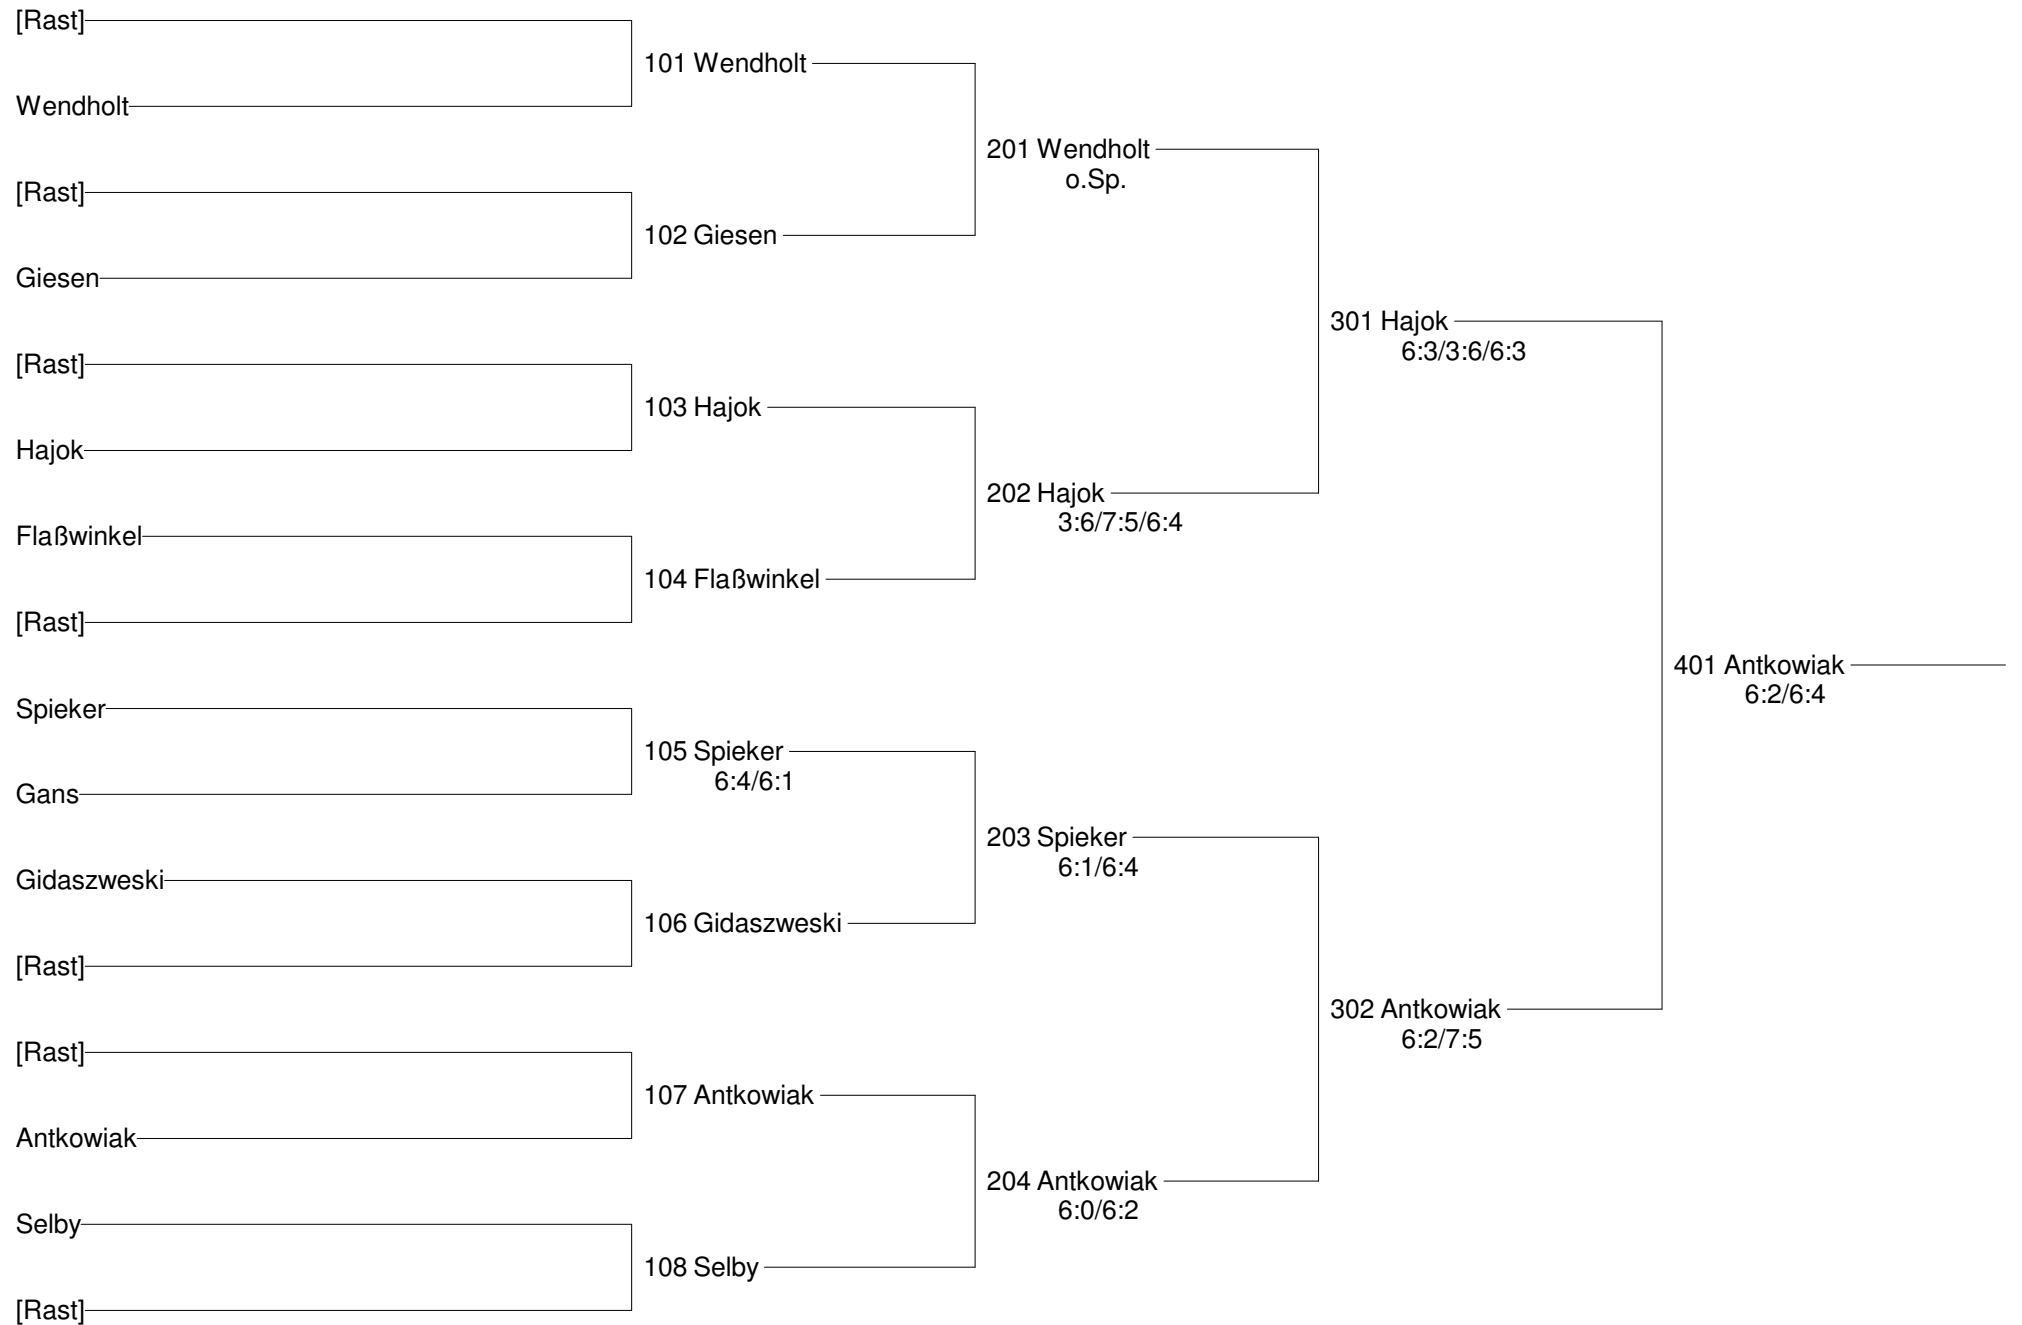 [Rast]
Wendholt
[Rast]
Giesen
[Rast]
Hajok
Flaßwinkel
[Rast]
Spieker
Gans
Gidaszweski
[Rast]
[Rast]
Antkowiak
Selby
[Rast]
101 Wendholt
102 Giesen
103 Hajok
104 Flaßwinkel
105 Spieker
6:4/6:1
106 Gidaszweski
107 Antkowiak
108 Selby
201 Wendholt
o.Sp.
202 Hajok
3:6/7:5/6:4
203 Spieker
6:1/6:4
204 Antkowiak
6:0/6:2
301 Hajok
6:3/3:6/6:3
302 Antkowiak
6:2/7:5
401 Antkowiak
6:2/6:4